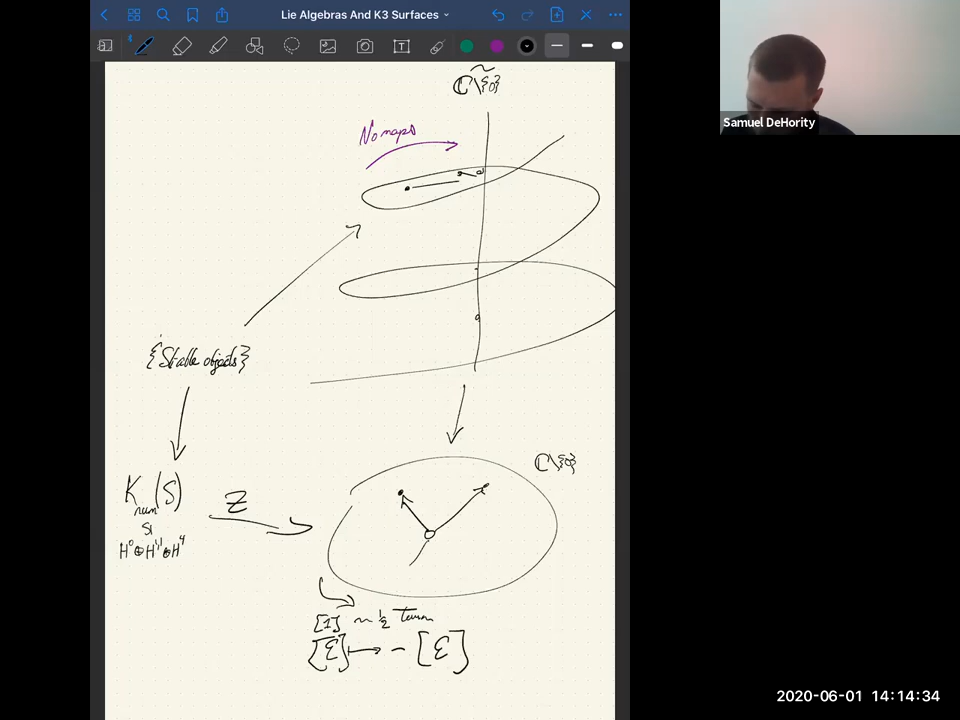 Lie Algebras And K3 Surfaces
Samuel DeHority
ℂ\{0}
No maps
{Stable objects}
ℂ\{0}
K_num(S)
Z
H⁰⊕H¹,¹⊕H⁴
[1] ~ ½ Turn
[E] ↦ - [E]
2020-06-01 14:14:34